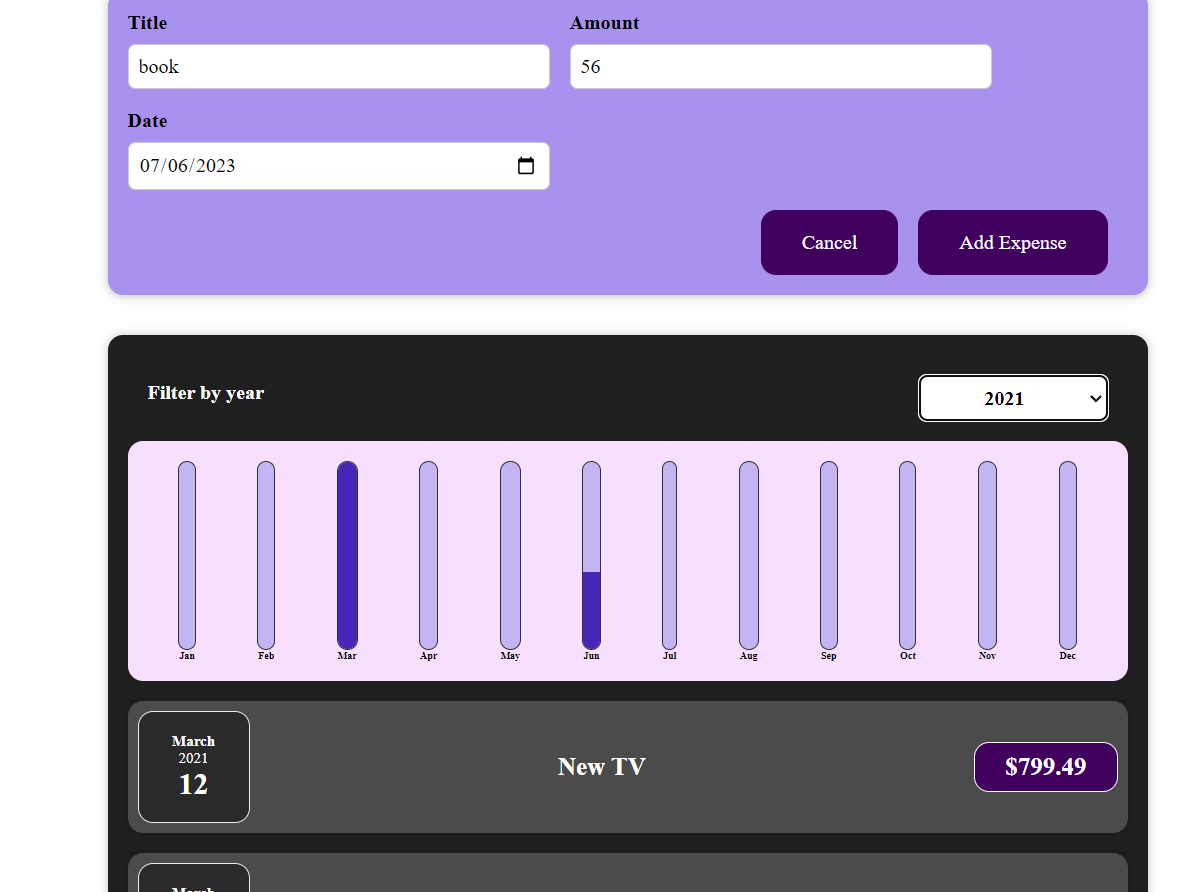 Title
Amount
book
56
Date
07/06/2023
Cancel
Add Expense
Filter by year
2021
Jan Feb Mar Apr May Jun Jul Aug Sep Oct Nov Dec
March
2021
12
New TV
$799.49
March